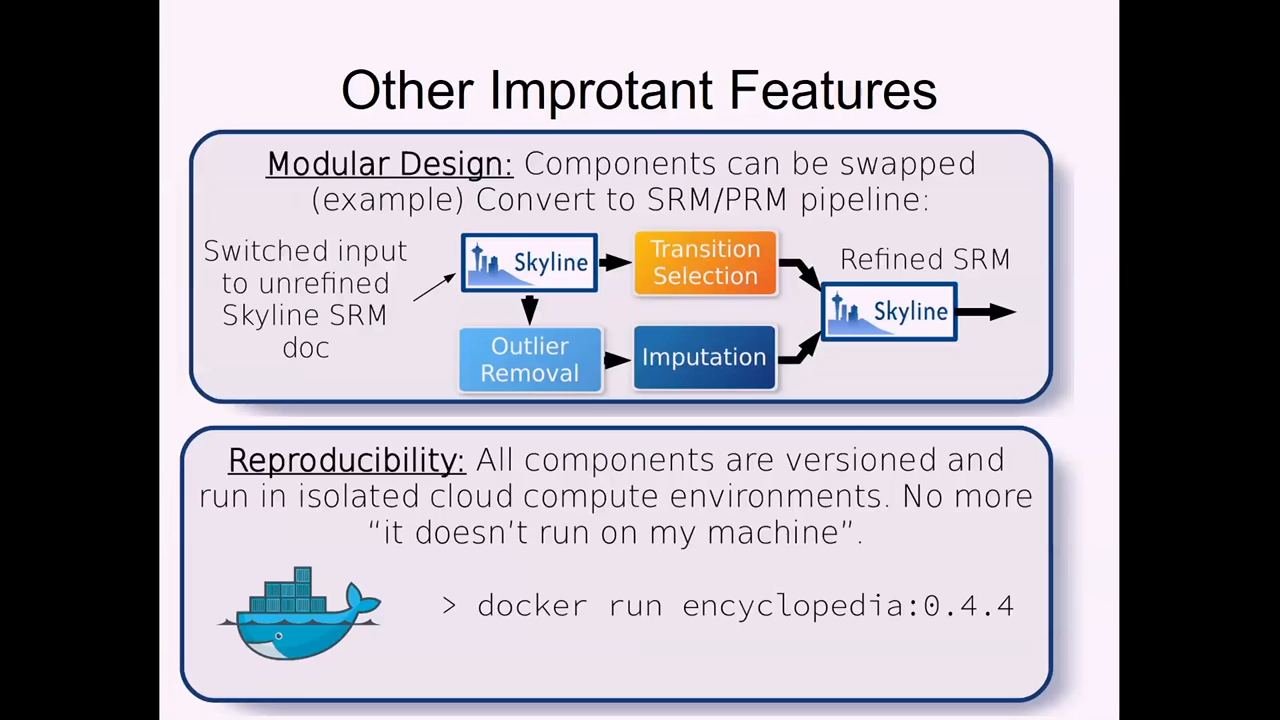 Other Improtant Features
Modular Design: Components can be swapped
(example) Convert to SRM/PRM pipeline:
Switched input
to unrefined
Skyline SRM
doc
Skyline
Transition
Selection
Outlier
Removal
Imputation
Refined SRM
Skyline
Reproducibility: All components are versioned and
run in isolated cloud compute environments. No more
“it doesn’t run on my machine”.
> docker run encyclopedia:0.4.4